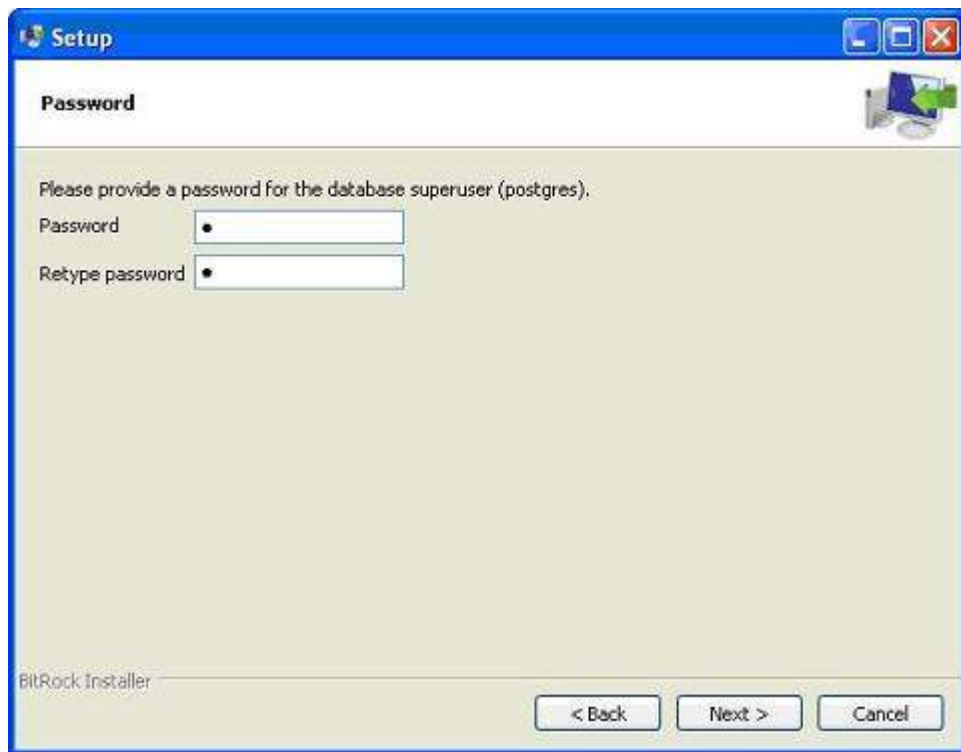 Setup
Password
Please provide a password for the database superuser (postgres).
Password
Retype password
BitRock Installer
< Back
Next >
Cancel